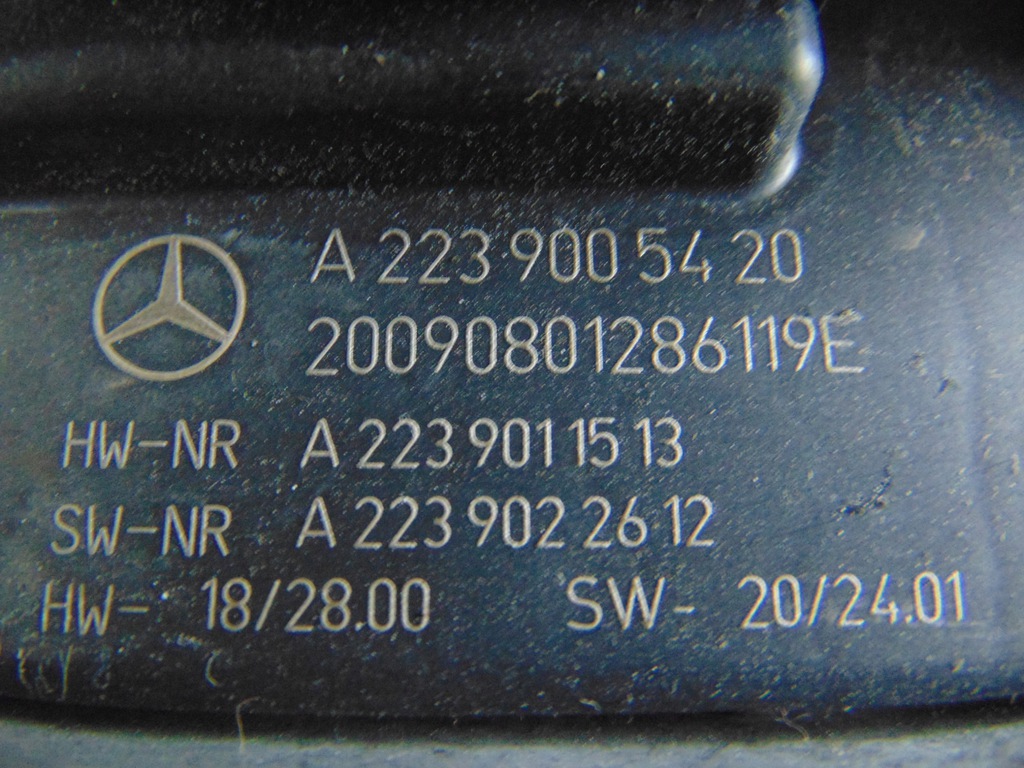 A 223 900 54 20
20090801286119E
HW-NR A 223 901 15 13
SW-NR A 223 902 26 12
HW- 18/28.00 SW- 20/24.01